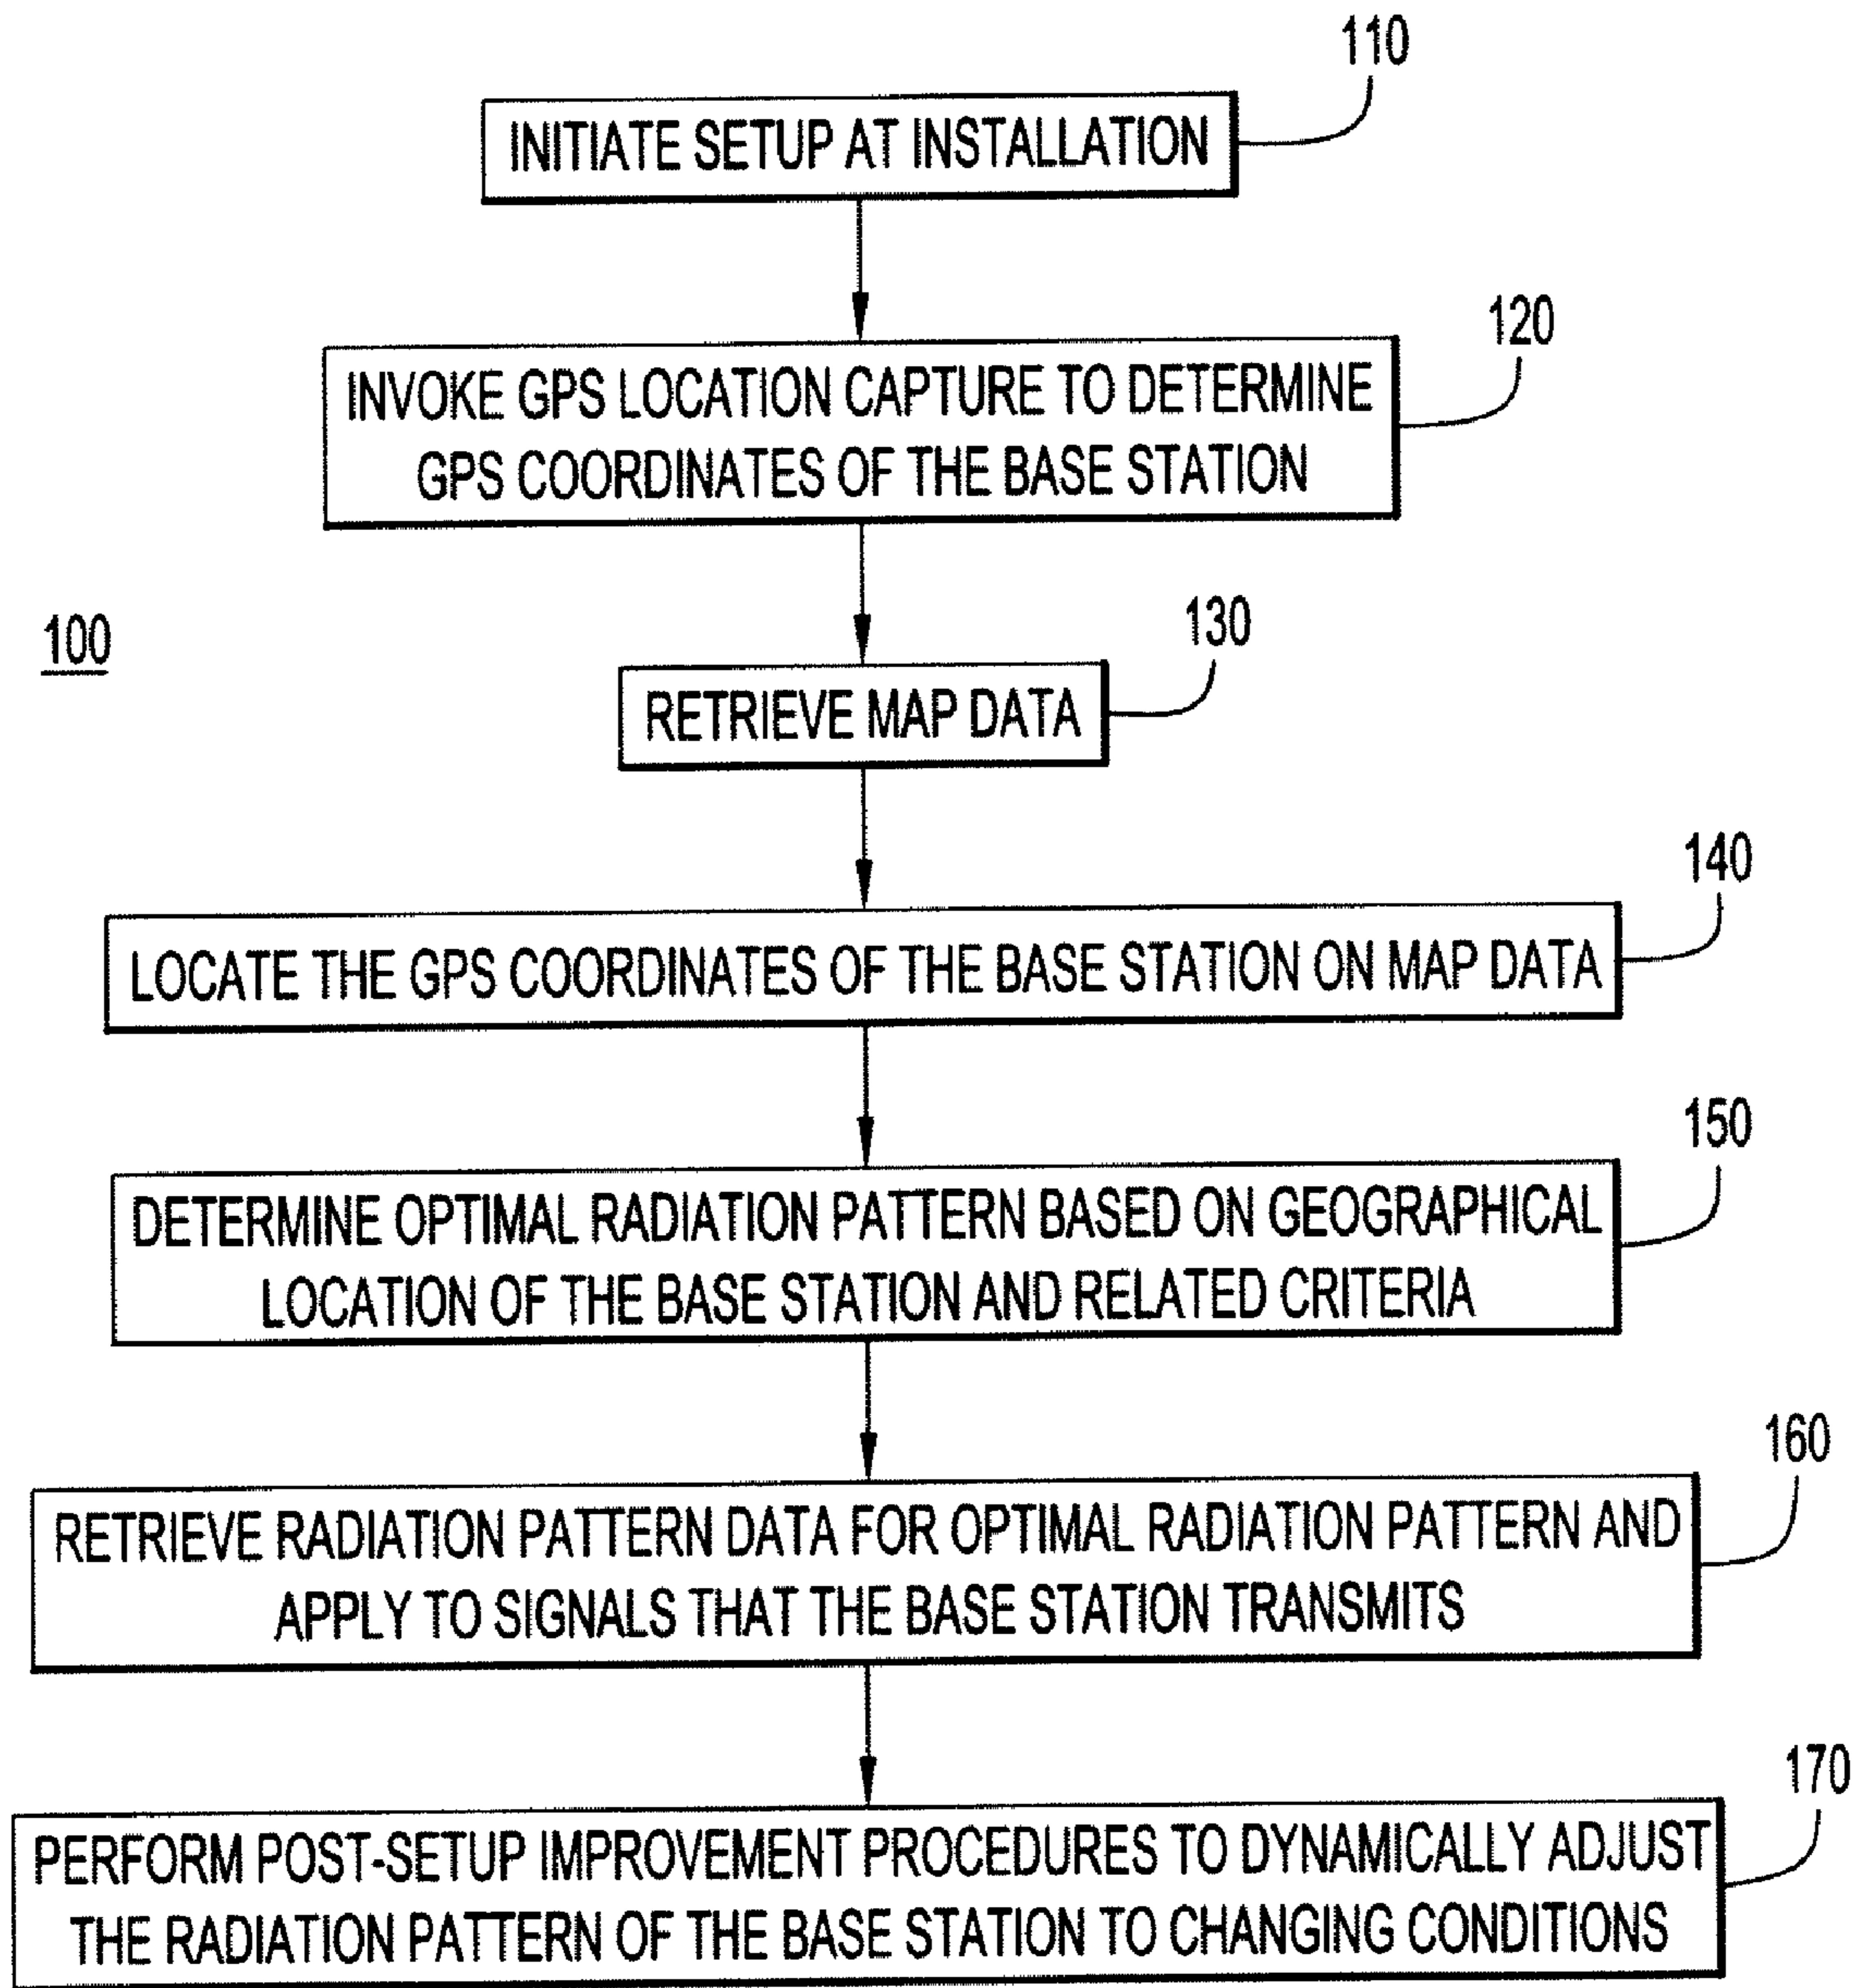 110
INITIATE SETUP AT INSTALLATION
120
INVOKE GPS LOCATION CAPTURE TO DETERMINE
GPS COORDINATES OF THE BASE STATION
100
130
RETRIEVE MAP DATA
140
LOCATE THE GPS COORDINATES OF THE BASE STATION ON MAP DATA
150
DETERMINE OPTIMAL RADIATION PATTERN BASED ON GEOGRAPHICAL
LOCATION OF THE BASE STATION AND RELATED CRITERIA
160
RETRIEVE RADIATION PATTERN DATA FOR OPTIMAL RADIATION PATTERN AND
APPLY TO SIGNALS THAT THE BASE STATION TRANSMITS
170
PERFORM POST-SETUP IMPROVEMENT PROCEDURES TO DYNAMICALLY ADJUST
THE RADIATION PATTERN OF THE BASE STATION TO CHANGING CONDITIONS